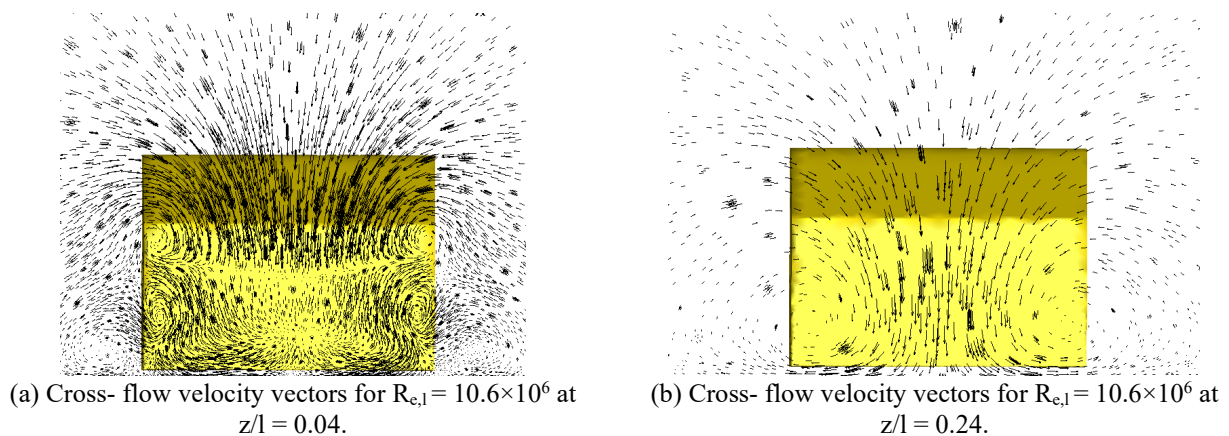 (a) Cross- flow velocity vectors for Rₑ,ₗ = 10.6×10⁶ at
z/l = 0.04.
(b) Cross- flow velocity vectors for Rₑ,ₗ = 10.6×10⁶ at
z/l = 0.24.